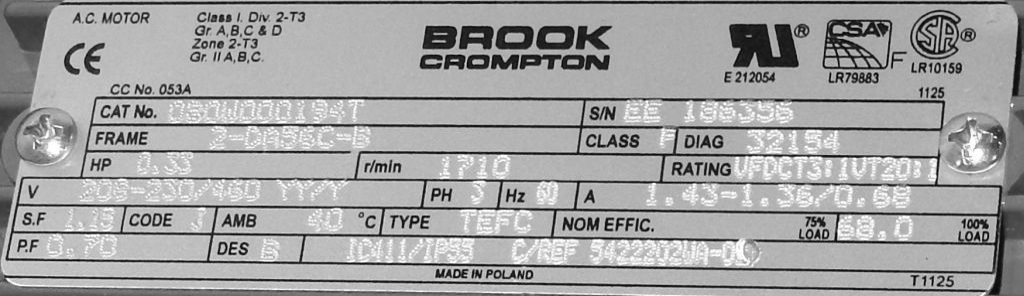 A.C. MOTOR
Class I. Div. 2-T3
Gr. A,B,C & D
Zone 2-T3
Gr. II A,B,C.
CE
BROOK
CROMPTON
E 212054
CSA
F
LR79883
LR10159
CC No. 053A
1125
CAT No. S/N EE 188356
FRAME 2-DA56C-D CLASS F DIAG 32154
HP 0.33 r/min 1710 RATING VFDCT3:1VT20:1
V 208-230/460 YY/Y PH 3 Hz 60 A 1.43-1.36/0.68
S.F 1.15 CODE J AMB 40 °C TYPE TEFC NOM EFFIC. 75% LOAD 68.0 100% LOAD
P.F 0.70 DES B IC411/IP55 C/REF
MADE IN POLAND
T1125